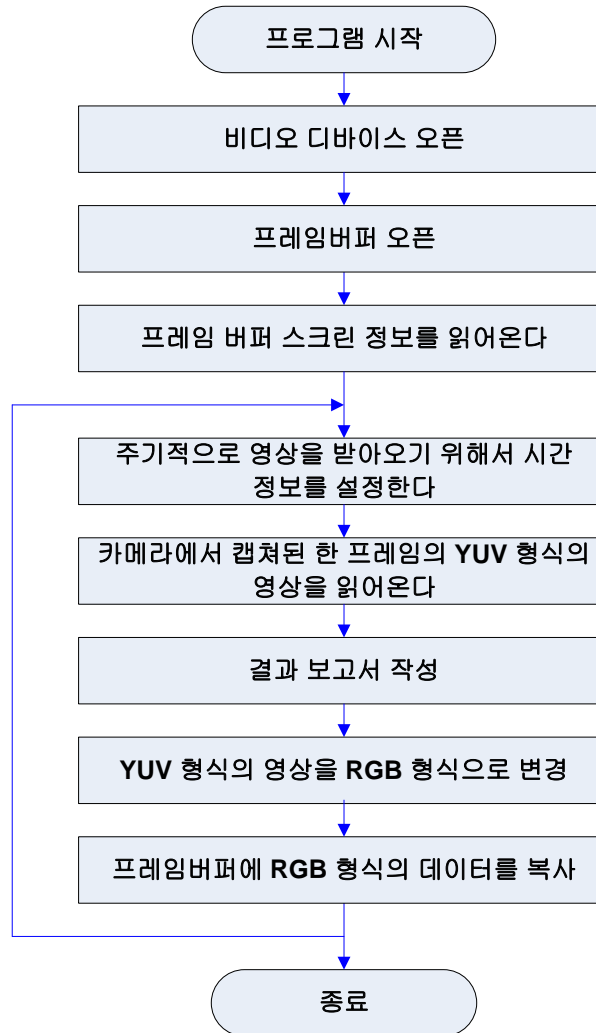 프로그램 시작
비디오 디바이스 오픈
프레임버퍼 오픈
프레임 버퍼 스크린 정보를 읽어온다
주기적으로 영상을 받아오기 위해서 시간
정보를 설정한다
카메라에서 캡쳐된 한 프레임의 YUV 형식의
영상을 읽어온다
결과 보고서 작성
YUV 형식의 영상을 RGB 형식으로 변경
프레임버퍼에 RGB 형식의 데이터를 복사
종료